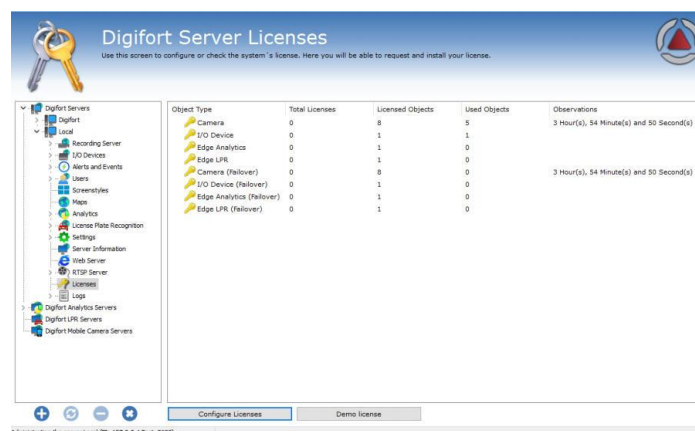 Digifort Server Licenses
Use this screen to configure or check the system´s license. Here you will be able to request and install your license.
Digifort Servers
Digifort
Local
Recording Server
I/O Devices
Alerts and Events
Users
Screenstyles
Maps
Analytics
License Plate Recognition
Settings
Server Information
Web Server
RTSP Server
Licenses
Logs
Digifort Analytics Servers
Digifort LPR Servers
Digifort Mobile Camera Servers
Object Type Total Licenses Licensed Objects Used Objects Observations
Camera 0 8 5 3 Hour(s), 54 Minute(s) and 50 Second(s)
I/O Device 0 1 1
Edge Analytics 0 1 0
Edge LPR 0 1 0
Camera (Failover) 0 8 0 3 Hour(s), 54 Minute(s) and 50 Second(s)
I/O Device (Failover) 0 1 0
Edge Analytics (Failover) 0 1 0
Edge LPR (Failover) 0 1 0
Configure Licenses Demo license